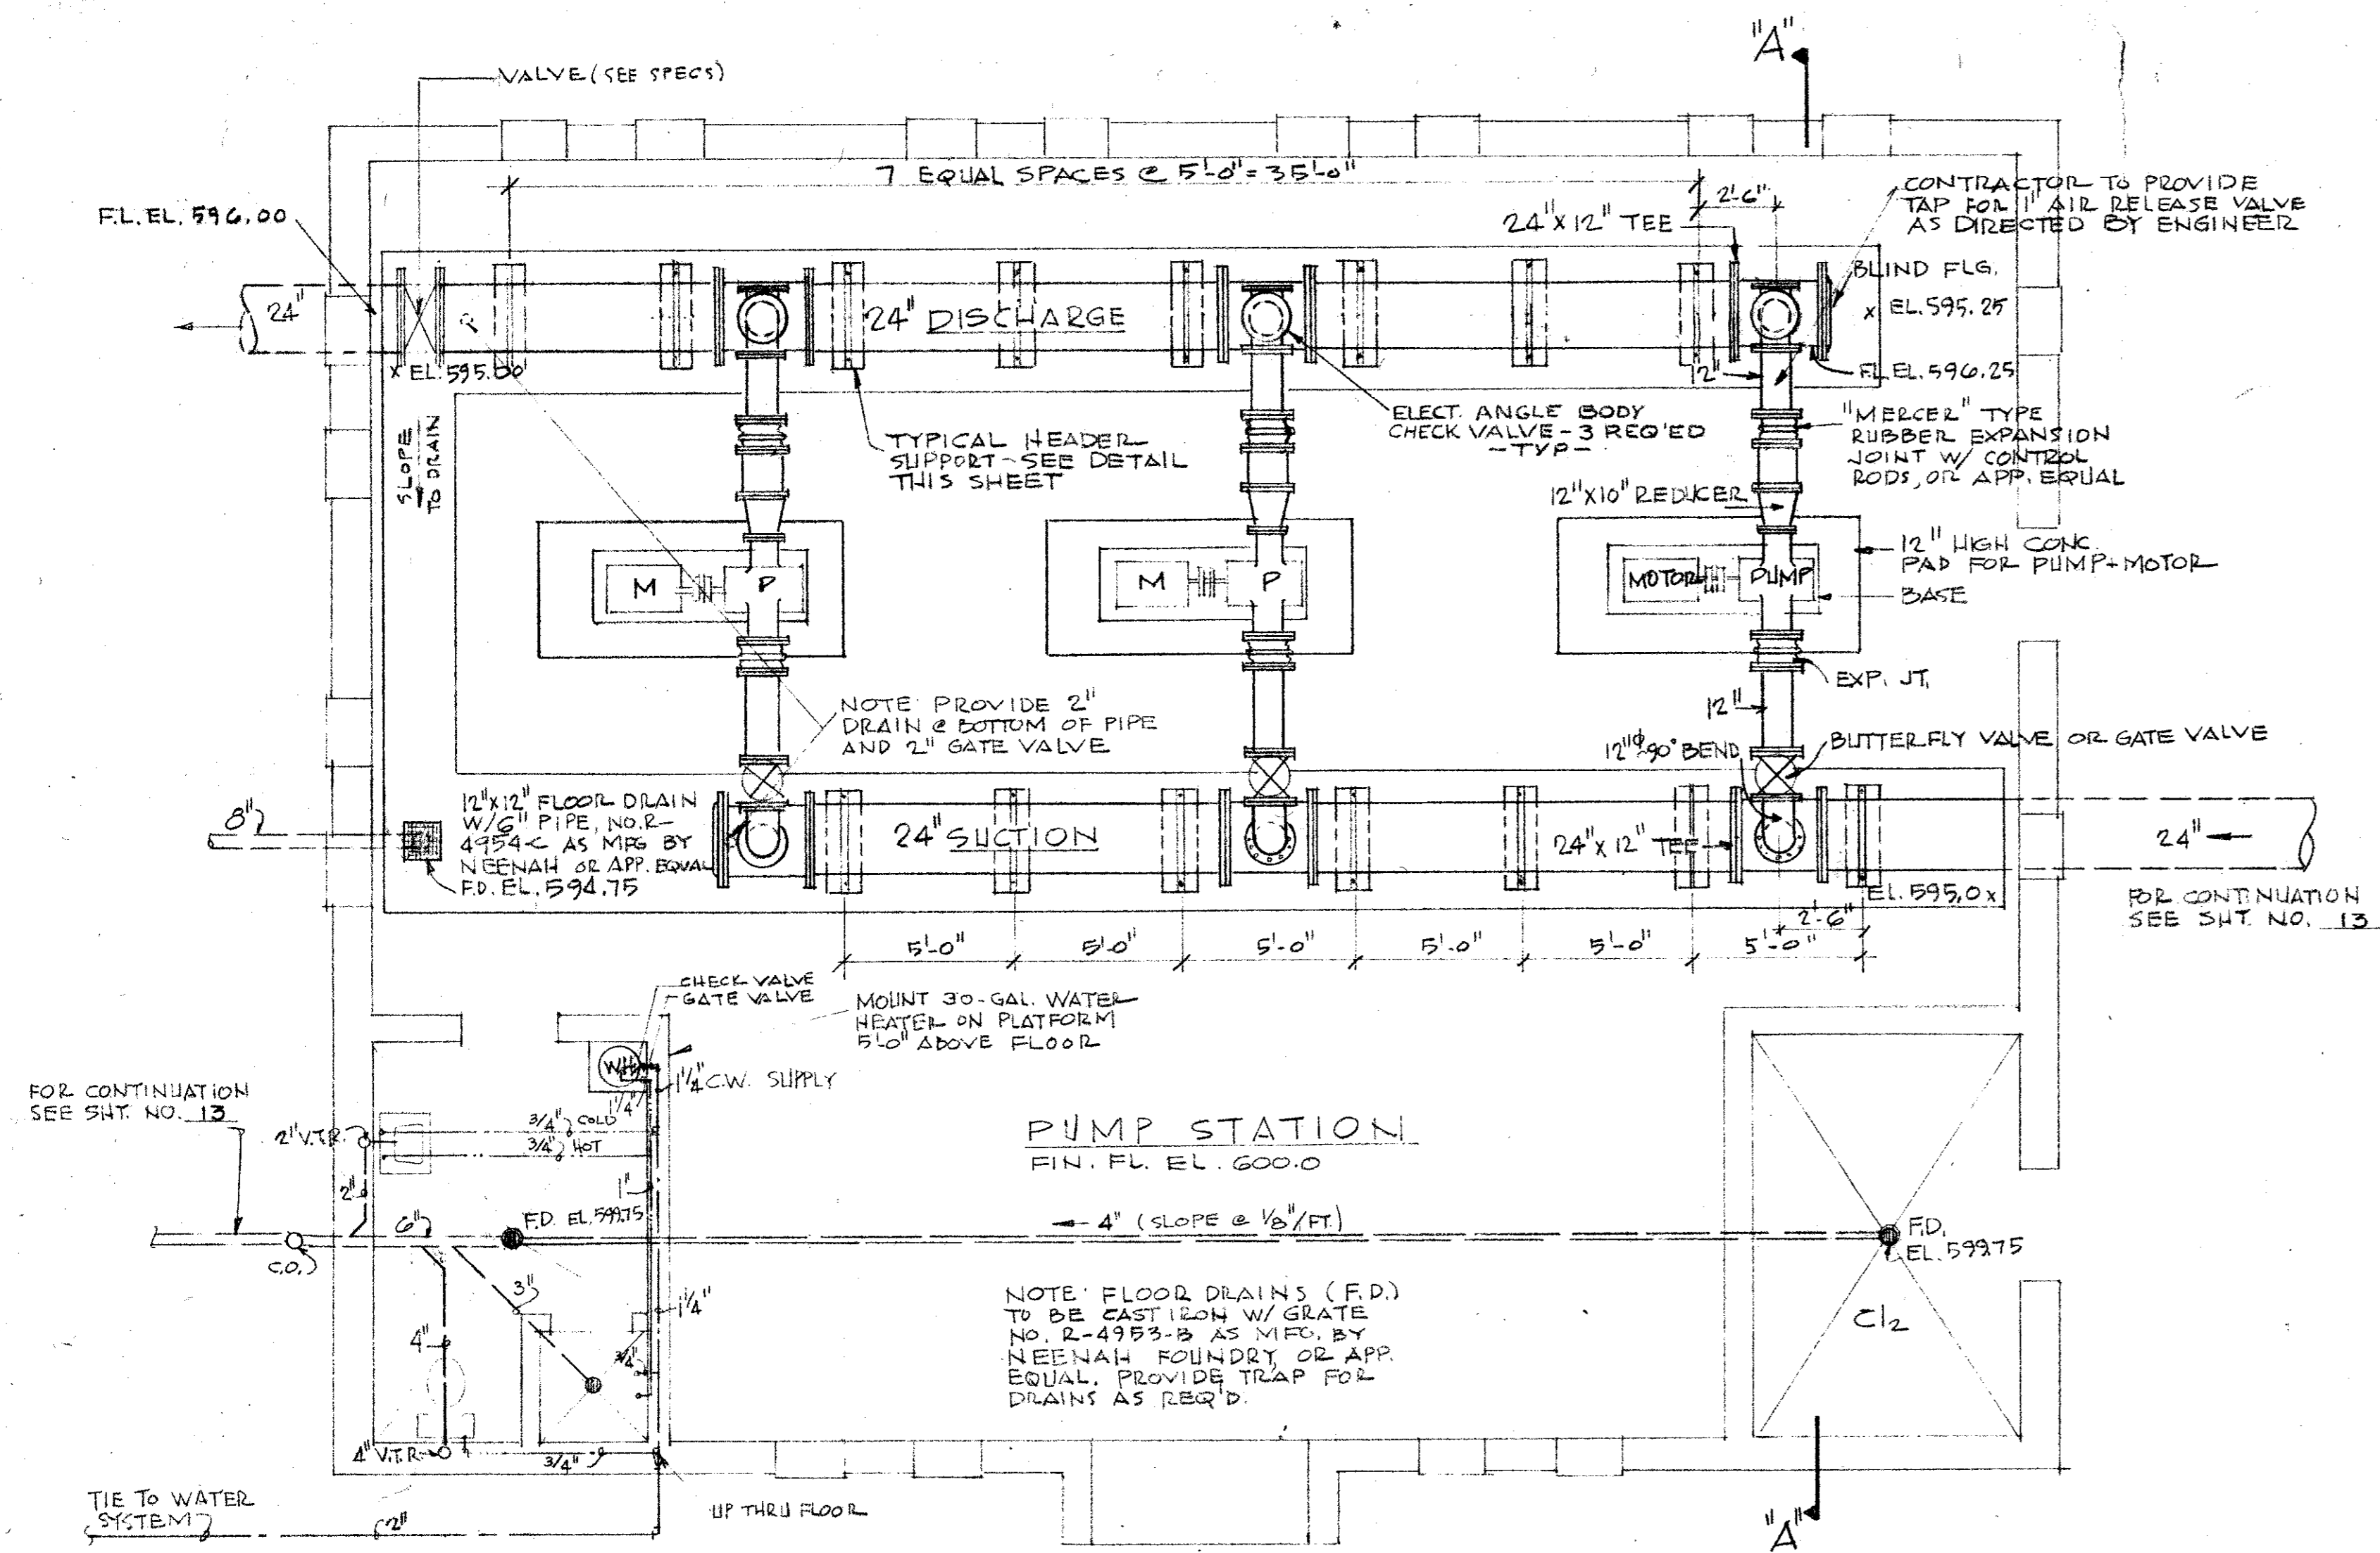 "A"
VALVE (SEE SPECS)
7 EQUAL SPACES @ 5'-0" = 35'-0"
2'-6"
CONTRACTOR TO PROVIDE
TAP FOR 1" AIR RELEASE VALVE
AS DIRECTED BY ENGINEER
F.L. EL. 596.00
24"X12" TEE
BLIND FLG.
x EL. 595.25
24"
24" DISCHARGE
x EL. 595.00
12"
FL. EL. 596.25
SLOPE
TO DRAIN
TYPICAL HEADER
SUPPORT - SEE DETAIL
THIS SHEET
ELECT. ANGLE BODY
CHECK VALVE - 3 REQ'ED
- TYP -
"MERCER" TYPE
RUBBER EXPANSION
JOINT W/ CONTROL
RODS, OR APP. EQUAL
12"X10" REDUCER
12" HIGH CONC.
PAD FOR PUMP + MOTOR
BASE
M
P
M
P
MOTOR
PUMP
EXP. JT.
12"
NOTE: PROVIDE 2"
DRAIN @ BOTTOM OF PIPE
AND 2" GATE VALVE
12"φ 90° BEND
BUTTERFLY VALVE OR GATE VALVE
8"
12"X12" FLOOR DRAIN
W/6" PIPE, NO. R-
4954-C AS MFG BY
NEENAH OR APP. EQUAL
F.D. EL. 594.75
24" SUCTION
24"X12" TEE
24"
EL. 595.0 x
FOR CONTINUATION
SEE SHT. NO. 13
2'-6"
5'-0"
5'-0"
5'-0"
5'-0"
5'-0"
5'-0"
CHECK VALVE
GATE VALVE
MOUNT 30-GAL. WATER
HEATER ON PLATFORM
5'-0" ABOVE FLOOR
WH
1 1/4" C.W. SUPPLY
1 1/4"
FOR CONTINUATION
SEE SHT. NO. 13
2" V.T.R.
3/4" COLD
3/4" HOT
PUMP STATION
FIN. FL. EL. 600.0
2"
1"
6"
F.D. EL. 599.75
4" (SLOPE @ 1/8"/FT.)
F.D.
EL. 599.75
C.O.
3"
1 1/4"
NOTE: FLOOR DRAINS (F.D.)
TO BE CAST IRON W/ GRATE
NO. R-4953-B AS MFG. BY
NEENAH FOUNDRY OR APP.
EQUAL. PROVIDE TRAP FOR
DRAINS AS REQ'D.
Cl2
4"
3/4"
4" V.T.R.
3/4"
TIE TO WATER
SYSTEM
2"
UP THRU FLOOR
"A"